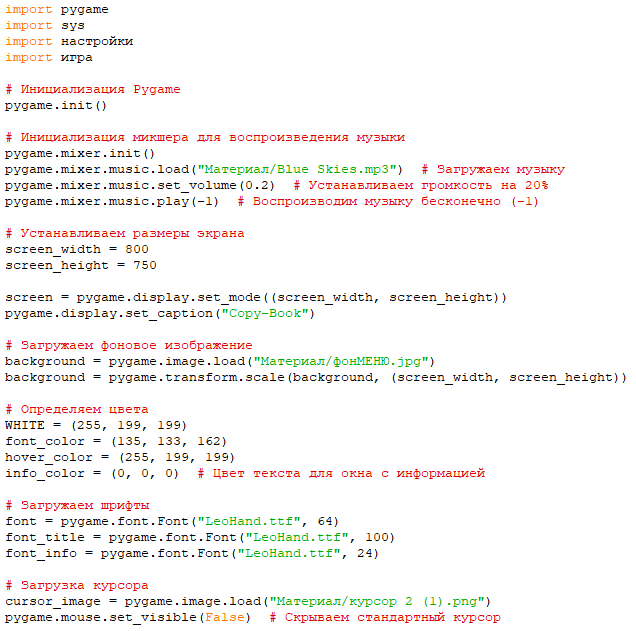 import pygame
import sys
import настройки
import игра
# Инициализация Pygame
pygame.init()
# Инициализация микшера для воспроизведения музыки
pygame.mixer.init()
pygame.mixer.music.load("Материал/Blue Skies.mp3")  # Загружаем музыку
pygame.mixer.music.set_volume(0.2)  # Устанавливаем громкость на 20%
pygame.mixer.music.play(-1)  # Воспроизводим музыку бесконечно (-1)
# Устанавливаем размеры экрана
screen_width = 800
screen_height = 750
screen = pygame.display.set_mode((screen_width, screen_height))
pygame.display.set_caption("Copy-Book")
# Загружаем фоновое изображение
background = pygame.image.load("Материал/фонМЕНЮ.jpg")
background = pygame.transform.scale(background, (screen_width, screen_height))
# Определяем цвета
WHITE = (255, 199, 199)
font_color = (135, 133, 162)
hover_color = (255, 199, 199)
info_color = (0, 0, 0)  # Цвет текста для окна с информацией
# Загружаем шрифты
font = pygame.font.Font("LeoHand.ttf", 64)
font_title = pygame.font.Font("LeoHand.ttf", 100)
font_info = pygame.font.Font("LeoHand.ttf", 24)
# Загрузка курсора
cursor_image = pygame.image.load("Материал/курсор 2 (1).png")
pygame.mouse.set_visible(False)  # Скрываем стандартный курсор